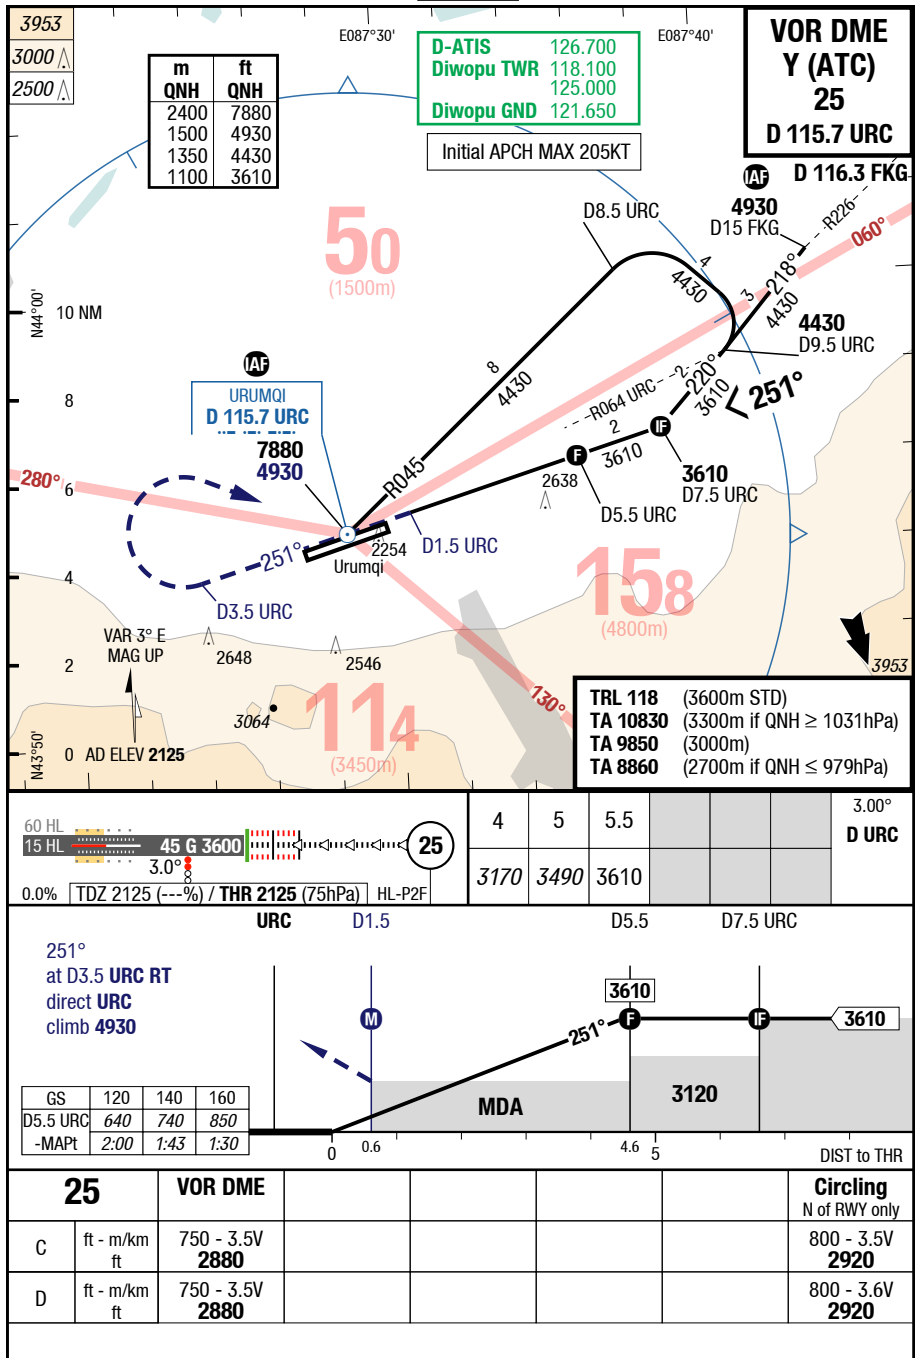 3953
3000
2500
m ft
QNH QNH
2400 7880
1500 4930
1350 4430
1100 3610
E087°30'
E087°40'
D-ATIS 126.700
Diwopu TWR 118.100
125.000
Diwopu GND 121.650
Initial APCH MAX 205KT
VOR DME
Y (ATC)
25
D 115.7 URC
IAF
D 116.3 FKG
4930
D15 FKG
R226
060°
D8.5 URC
4
4430
3
218°
4430
50
(1500m)
N44°00'
10 NM
4430
D9.5 URC
IAF
URUMQI
D 115.7 URC
7880
4930
8
8
4430
R064 URC
2
220°
3610
< 251°
2
3610
IF
F
3610
D7.5 URC
R045
2638
D5.5 URC
280°
6
D1.5 URC
251°
2254
Urumqi
158
(4800m)
4
D3.5 URC
VAR 3° E
MAG UP
2648
2546
2
3953
130°
114
(3450m)
3064
N43°50'
0
AD ELEV 2125
TRL 118 (3600m STD)
TA 10830 (3300m if QNH ≥ 1031hPa)
TA 9850 (3000m)
TA 8860 (2700m if QNH ≤ 979hPa)
60 HL
15 HL
45 G 3600
25
3.0°
0.0%
TDZ 2125 (---%) / THR 2125 (75hPa)
HL-P2F
4 5 5.5
3170 3490 3610
3.00°
D URC
URC D1.5 D5.5 D7.5 URC
251°
at D3.5 URC RT
direct URC
climb 4930
M
3610
F
IF
3610
251°
MDA
3120
GS 120 140 160
D5.5 URC 640 740 850
-MAPt 2:00 1:43 1:30
0 0.6 4.6 5 DIST to THR
25 VOR DME Circling
N of RWY only
C ft - m/km 750 - 3.5V 800 - 3.5V
ft 2880 2920
D ft - m/km 750 - 3.5V 800 - 3.6V
ft 2880 2920